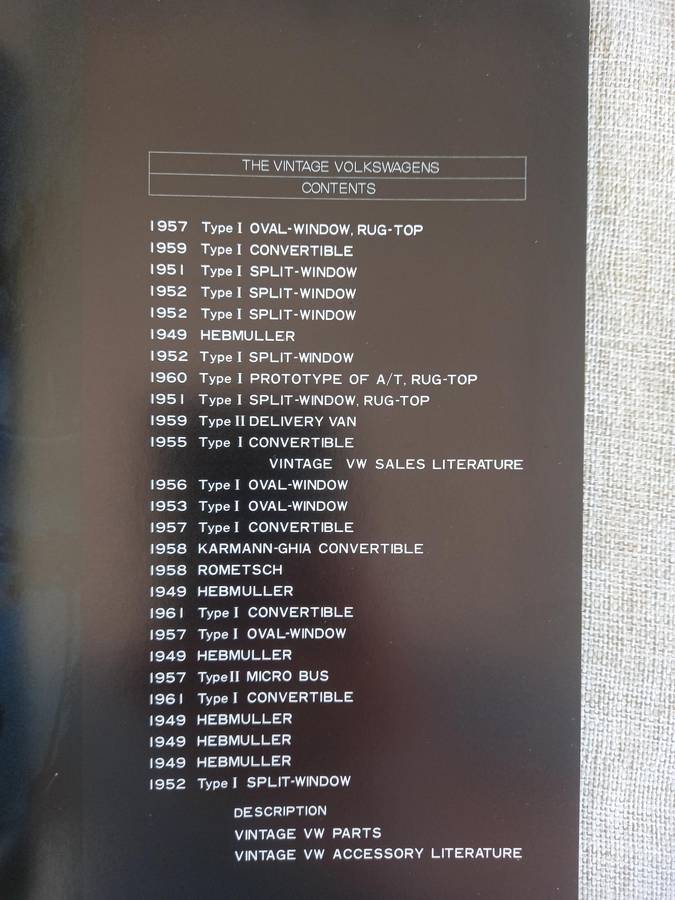 THE VINTAGE VOLKSWAGENS
CONTENTS
1957 Type I OVAL-WINDOW, RUG-TOP
1959 Type I CONVERTIBLE
1951 Type I SPLIT-WINDOW
1952 Type I SPLIT-WINDOW
1952 Type I SPLIT-WINDOW
1949 HEBMULLER
1952 Type I SPLIT-WINDOW
1960 Type I PROTOTYPE OF A/T, RUG-TOP
1951 Type I SPLIT-WINDOW, RUG-TOP
1959 Type II DELIVERY VAN
1955 Type I CONVERTIBLE
VINTAGE VW SALES LITERATURE
1956 Type I OVAL-WINDOW
1953 Type I OVAL-WINDOW
1957 Type I CONVERTIBLE
1958 KARMANN-GHIA CONVERTIBLE
1958 ROMETSCH
1949 HEBMULLER
1961 Type I CONVERTIBLE
1957 Type I OVAL-WINDOW
1949 HEBMULLER
1957 Type II MICRO BUS
1961 Type I CONVERTIBLE
1949 HEBMULLER
1949 HEBMULLER
1949 HEBMULLER
1952 Type I SPLIT-WINDOW
DESCRIPTION
VINTAGE VW PARTS
VINTAGE VW ACCESSORY LITERATURE